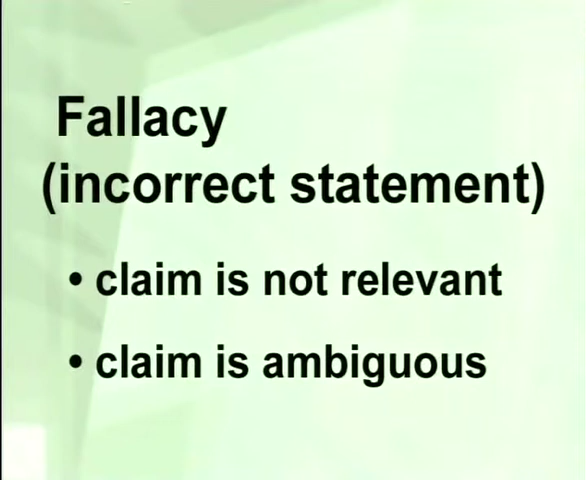 Fallacy
(incorrect statement)
• claim is not relevant
• claim is ambiguous